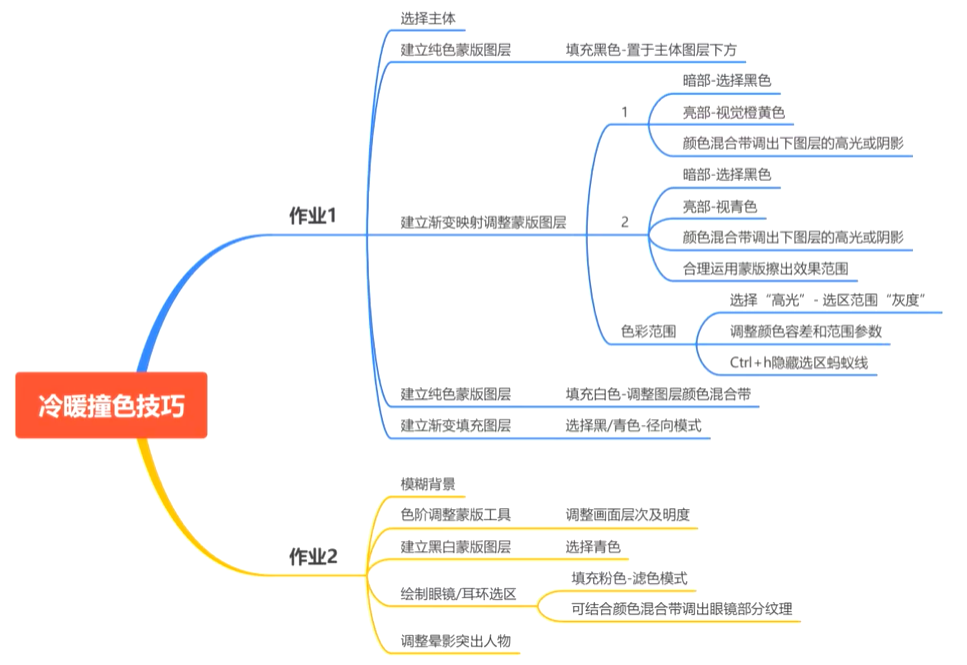 冷暖撞色技巧
作业1
选择主体
建立纯色蒙版图层
填充黑色-置于主体图层下方
建立渐变映射调整蒙版图层
1
暗部-选择黑色
亮部-视觉橙黄色
颜色混合带调出下图层的高光或阴影
2
暗部-选择黑色
亮部-视青色
颜色混合带调出下图层的高光或阴影
合理运用蒙版擦出效果范围
色彩范围
选择“高光”- 选区范围“灰度”
调整颜色容差和范围参数
Ctrl+h隐藏选区蚂蚁线
建立纯色蒙版图层
填充白色-调整图层颜色混合带
建立渐变填充图层
选择黑/青色-径向模式
作业2
模糊背景
色阶调整蒙版工具
调整画面层次及明度
建立黑白蒙版图层
选择青色
绘制眼镜/耳环选区
填充粉色-滤色模式
可结合颜色混合带调出眼镜部分纹理
调整晕影突出人物